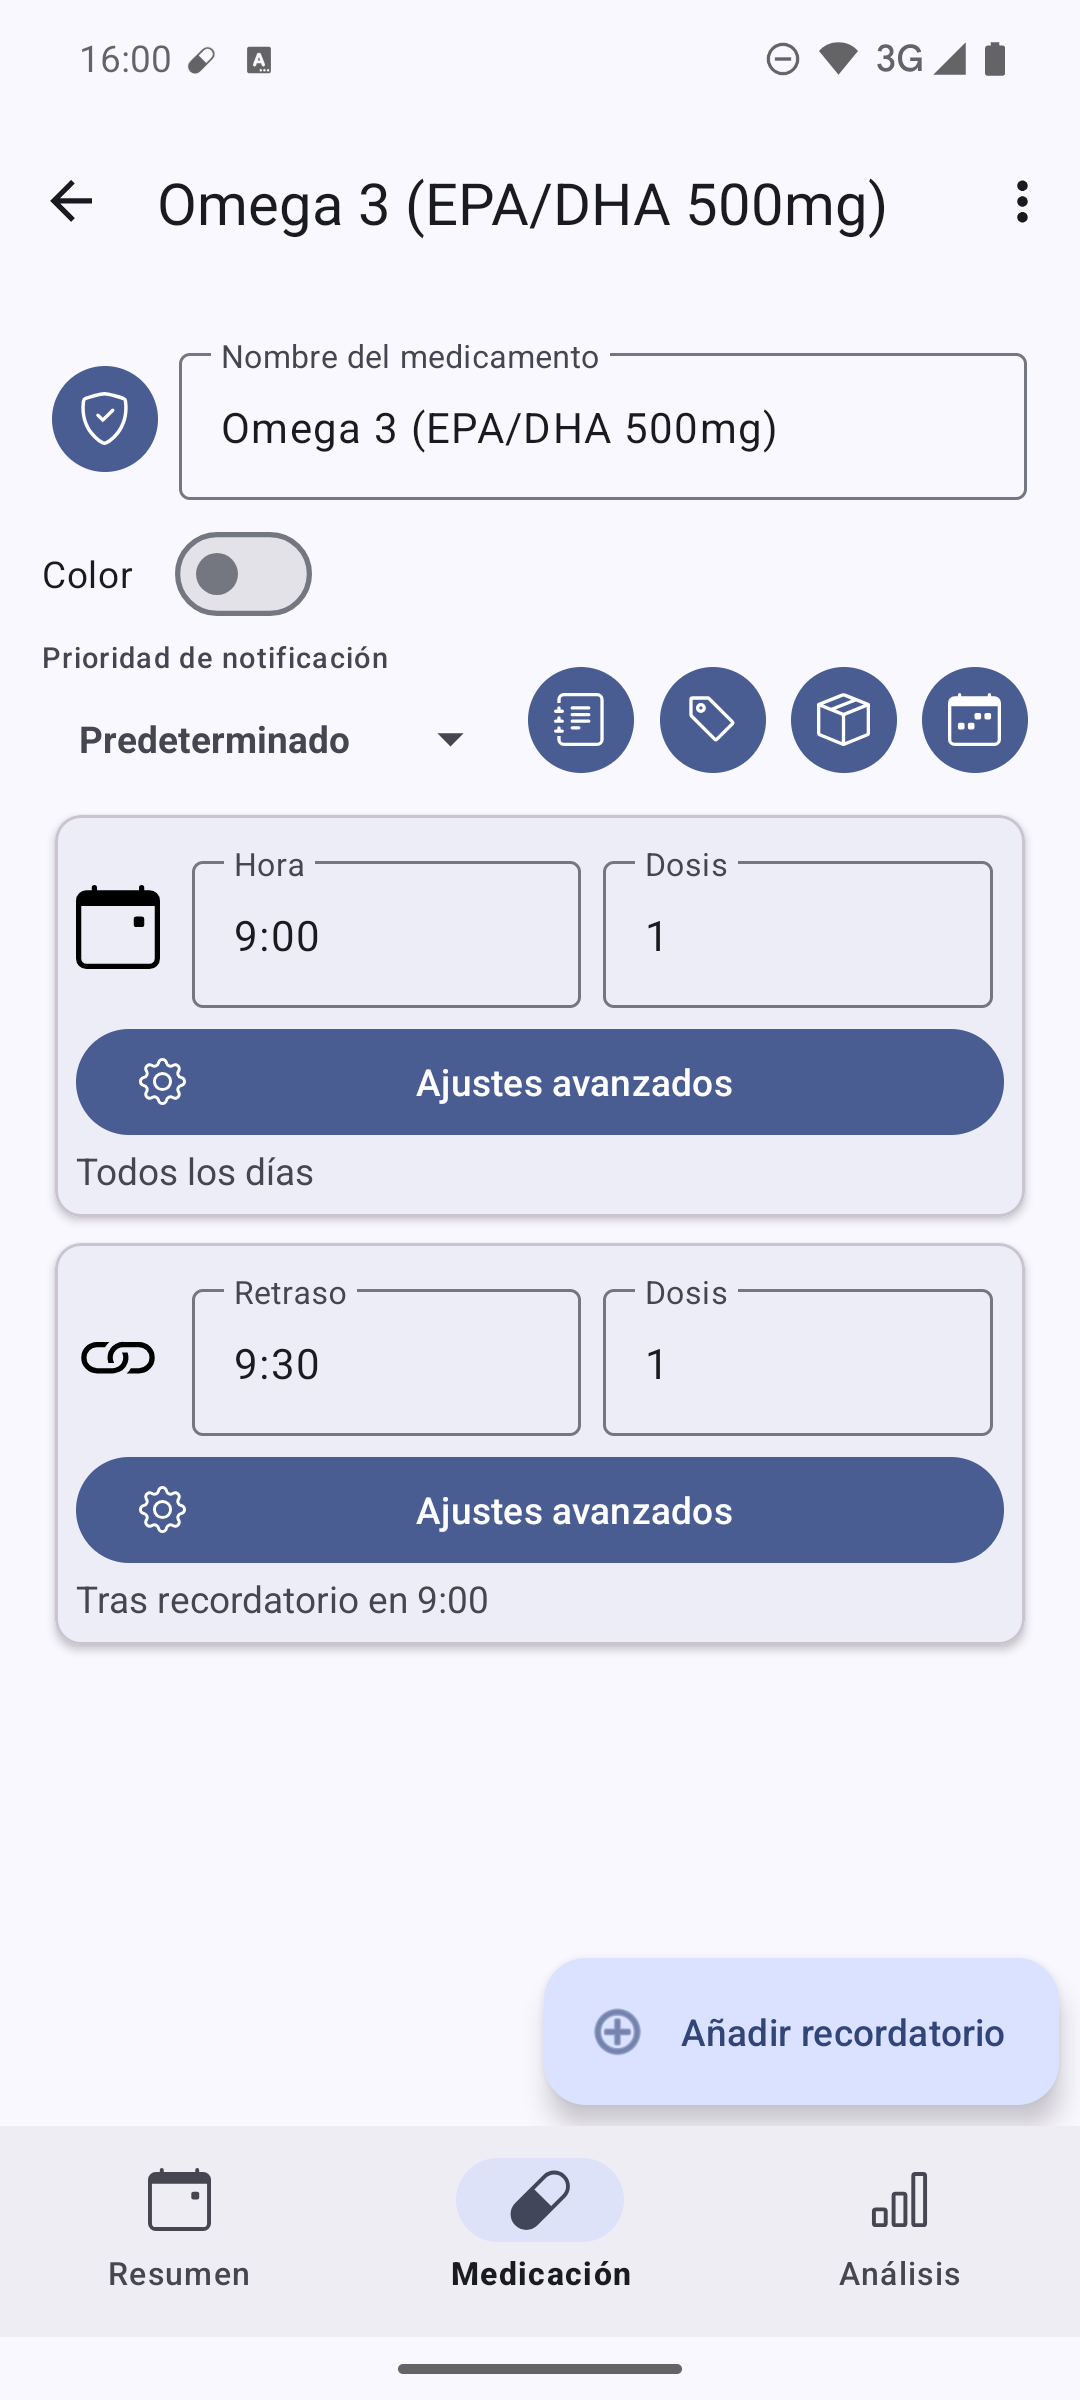 16:00
3G
Omega 3 (EPA/DHA 500mg)
Nombre del medicamento
Omega 3 (EPA/DHA 500mg)
Color
Prioridad de notificación
Predeterminado
Hora
9:00
Dosis
1
Ajustes avanzados
Todos los días
Retraso
9:30
Dosis
1
Ajustes avanzados
Tras recordatorio en 9:00
Añadir recordatorio
Resumen
Medicación
Análisis